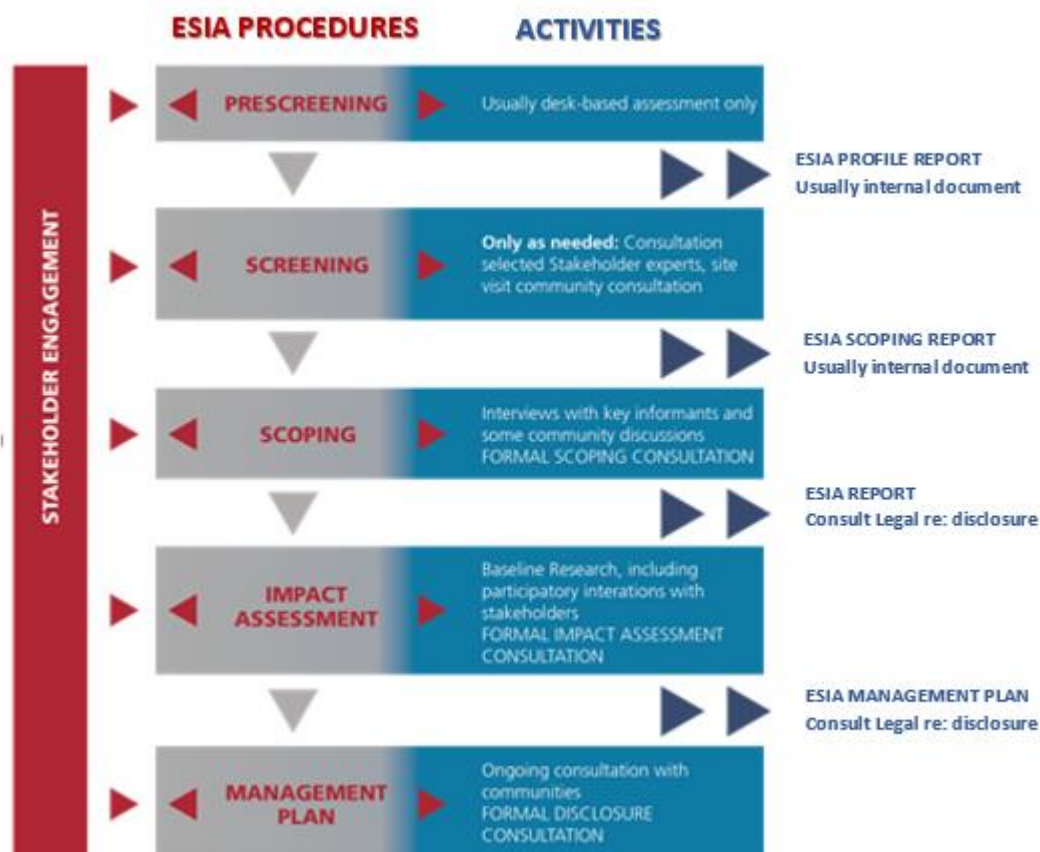 ESIA PROCEDURES
ACTIVITIES
STAKEHOLDER ENGAGEMENT
PRESCREENING
Usually desk-based assessment only
ESIA PROFILE REPORT
Usually internal document
SCREENING
Only as needed: Consultation
selected Stakeholder experts, site
visit community consultation
ESIA SCOPING REPORT
Usually internal document
SCOPING
Interviews with key informants and
some community discussions
FORMAL SCOPING CONSULTATION
ESIA REPORT
Consult Legal re: disclosure
IMPACT
ASSESSMENT
Baseline Research, including
participatory interations with
stakeholders
FORMAL IMPACT ASSESSMENT
CONSULTATION
ESIA MANAGEMENT PLAN
Consult Legal re: disclosure
MANAGEMENT
PLAN
Ongoing consultation with
communities
FORMAL DISCLOSURE
CONSULTATION